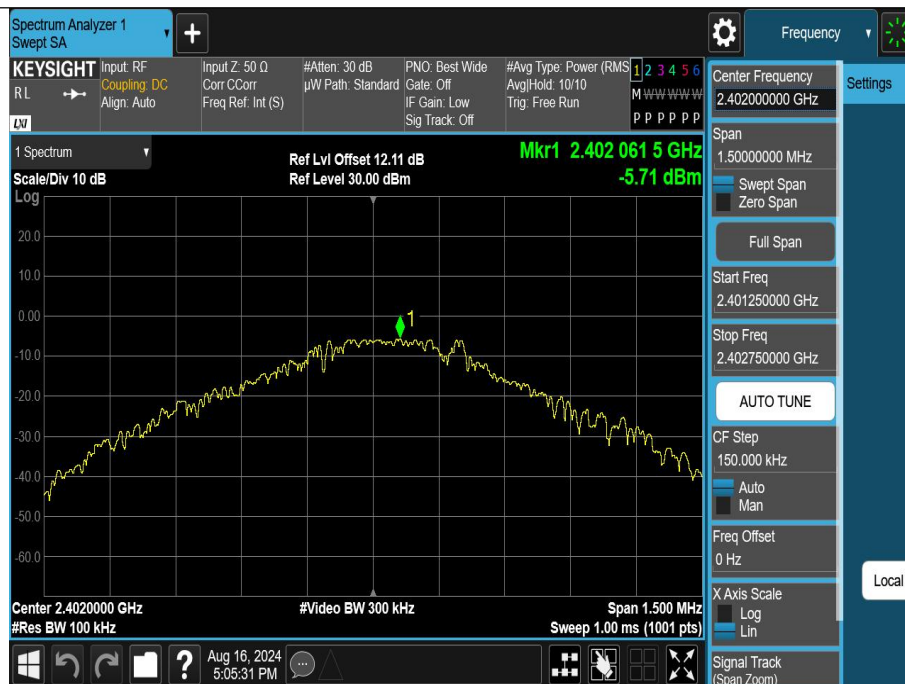 Spectrum Analyzer 1
Swept SA
+
Frequency
KEYSIGHT
RL
LXI
Input: RF
Coupling: DC
Align: Auto
Input Z: 50 Ω
Corr CCorr
Freq Ref: Int (S)
#Atten: 30 dB
µW Path: Standard
PNO: Best Wide
Gate: Off
IF Gain: Low
Sig Track: Off
#Avg Type: Power (RMS
Avg|Hold: 10/10
Trig: Free Run
1 2 3 4 5 6
M W W W W W
P P P P P P
1 Spectrum
Scale/Div 10 dB
Log
Ref Lvl Offset 12.11 dB
Ref Level 30.00 dBm
Mkr1 2.402 061 5 GHz
-5.71 dBm
20.0
10.0
0.00
-10.0
-20.0
-30.0
-40.0
-50.0
-60.0
1
Center 2.4020000 GHz
#Res BW 100 kHz
#Video BW 300 kHz
Span 1.500 MHz
Sweep 1.00 ms (1001 pts)
?
Aug 16, 2024
5:05:31 PM
Center Frequency
2.402000000 GHz
Settings
Span
1.50000000 MHz
Swept Span
Zero Span
Full Span
Start Freq
2.401250000 GHz
Stop Freq
2.402750000 GHz
AUTO TUNE
CF Step
150.000 kHz
Auto
Man
Freq Offset
0 Hz
Local
X Axis Scale
Log
Lin
Signal Track
(Span Zoom)